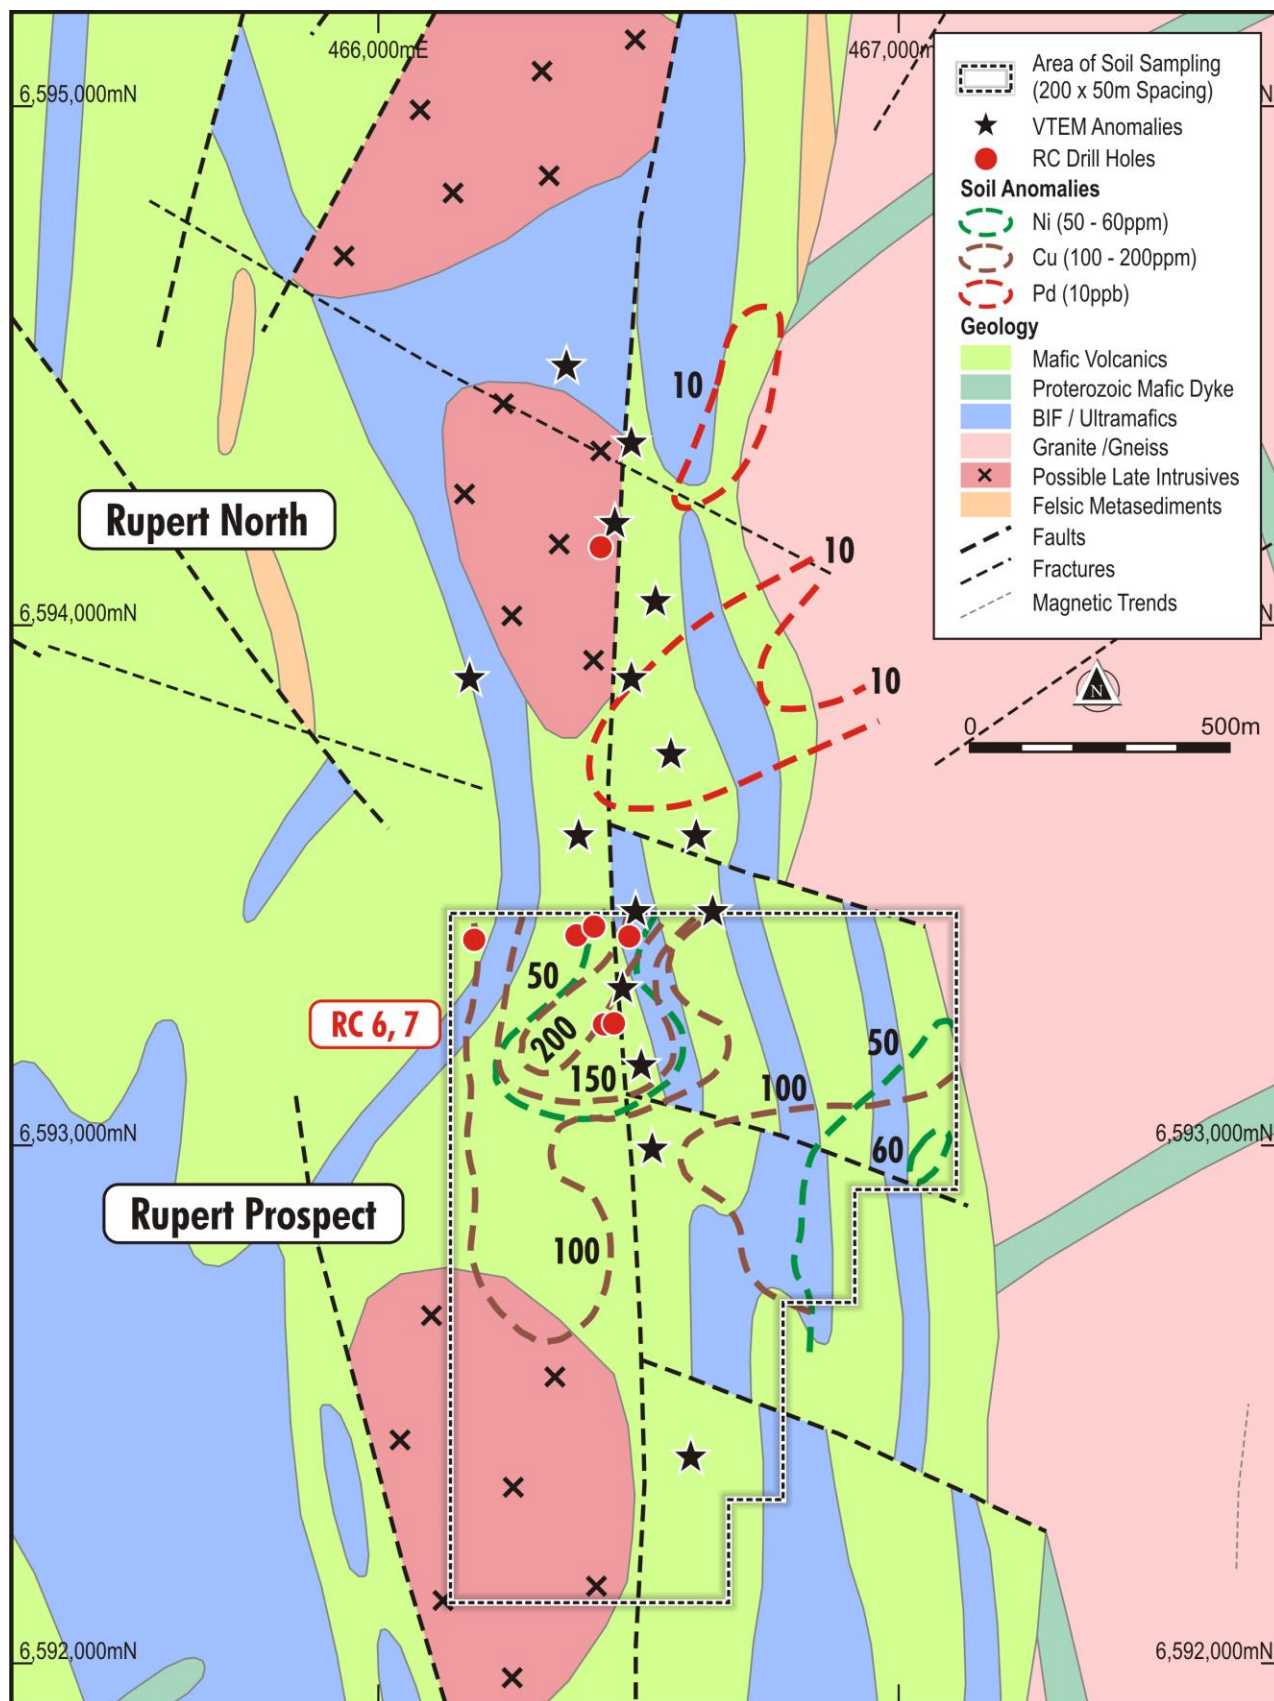 466,000mE
467,000m
6,595,000mN
N
Area of Soil Sampling
(200 x 50m Spacing)
VTEM Anomalies
RC Drill Holes
Soil Anomalies
Ni (50 - 60ppm)
Cu (100 - 200ppm)
Pd (10ppb)
Geology
Mafic Volcanics
Proterozoic Mafic Dyke
BIF / Ultramafics
Granite /Gneiss
Possible Late Intrusives
Felsic Metasediments
Faults
Fractures
Magnetic Trends
10
Rupert North
10
6,594,000mN
N
10
N
0 500m
50
RC 6, 7
200
150
50
100
60
6,593,000mN
6,593,000mN
Rupert Prospect
100
6,592,000mN
6,592,000mN